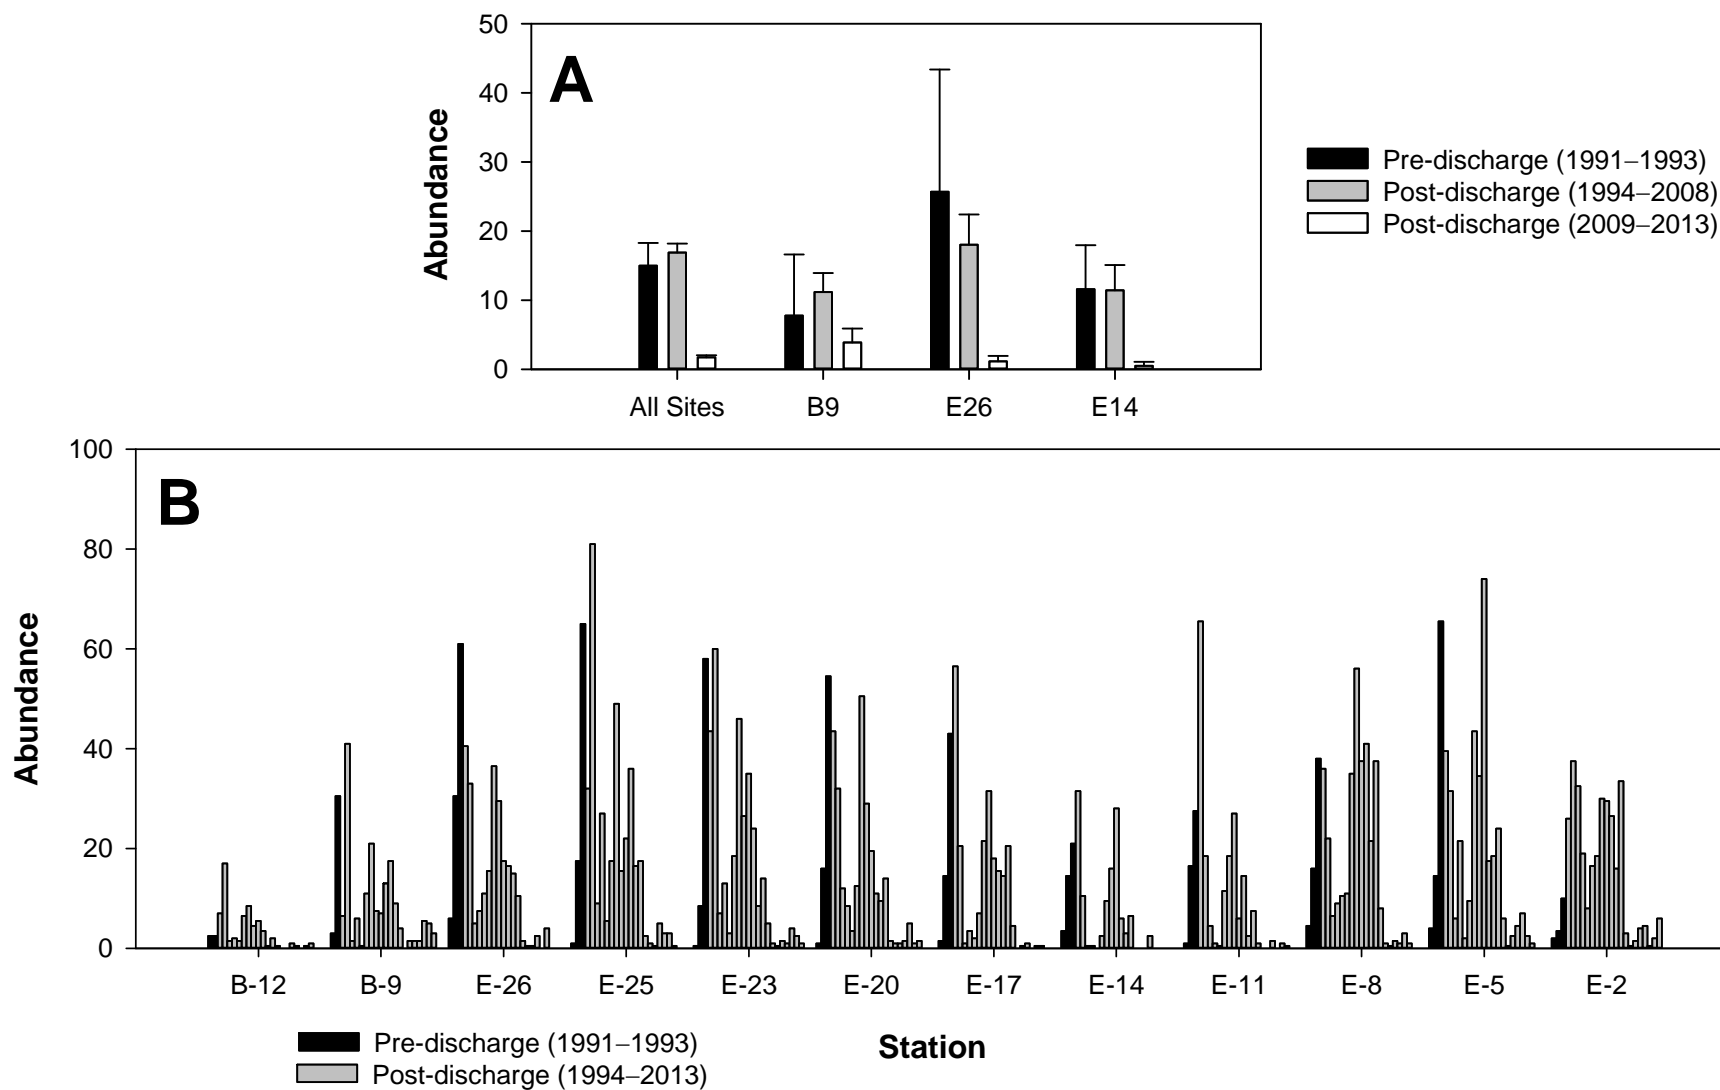 50
40
30
20
10
0
Abundance
A
All Sites B9 E26 E14
Pre-discharge (1991–1993)
Post-discharge (1994–2008)
Post-discharge (2009–2013)
100
80
60
40
20
0
Abundance
B
B-12 B-9 E-26 E-25 E-23 E-20 E-17 E-14 E-11 E-8 E-5 E-2
Station
Pre-discharge (1991–1993)
Post-discharge (1994–2013)